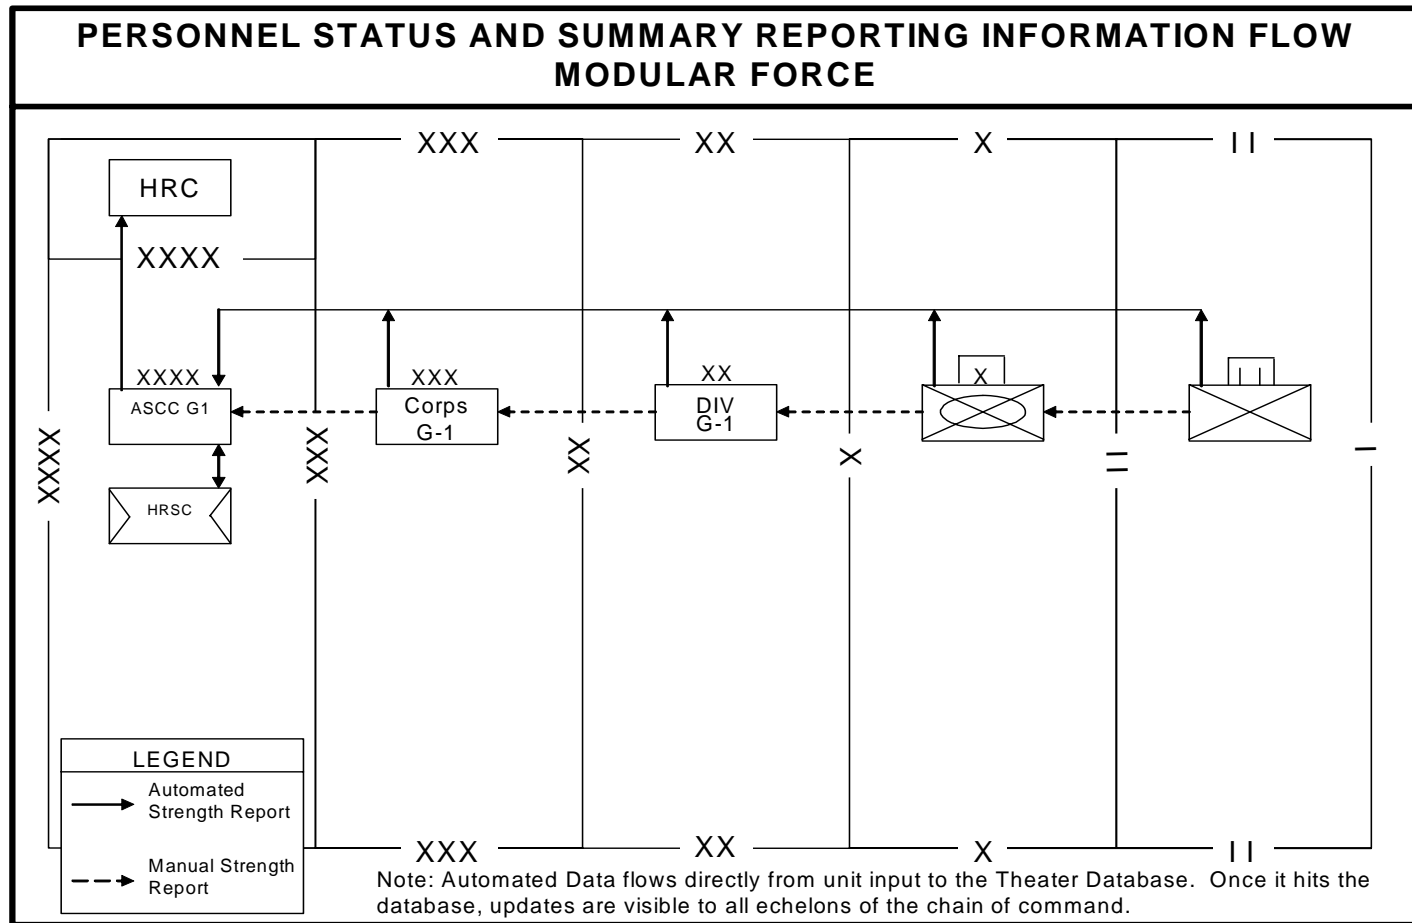 PERSONNEL STATUS AND SUMMARY REPORTING INFORMATION FLOW
MODULAR FORCE
XXX
XX
X
I I
HRC
XXXX
XXXX
XXX
XX
X
ASCC G1
Corps
G-1
DIV
G-1
XXXX
XXX
XX
X
II
I
HRSC
LEGEND
Automated
Strength Report
Manual Strength
Report
XXX
XX
X
I I
Note: Automated Data flows directly from unit input to the Theater Database. Once it hits the
database, updates are visible to all echelons of the chain of command.